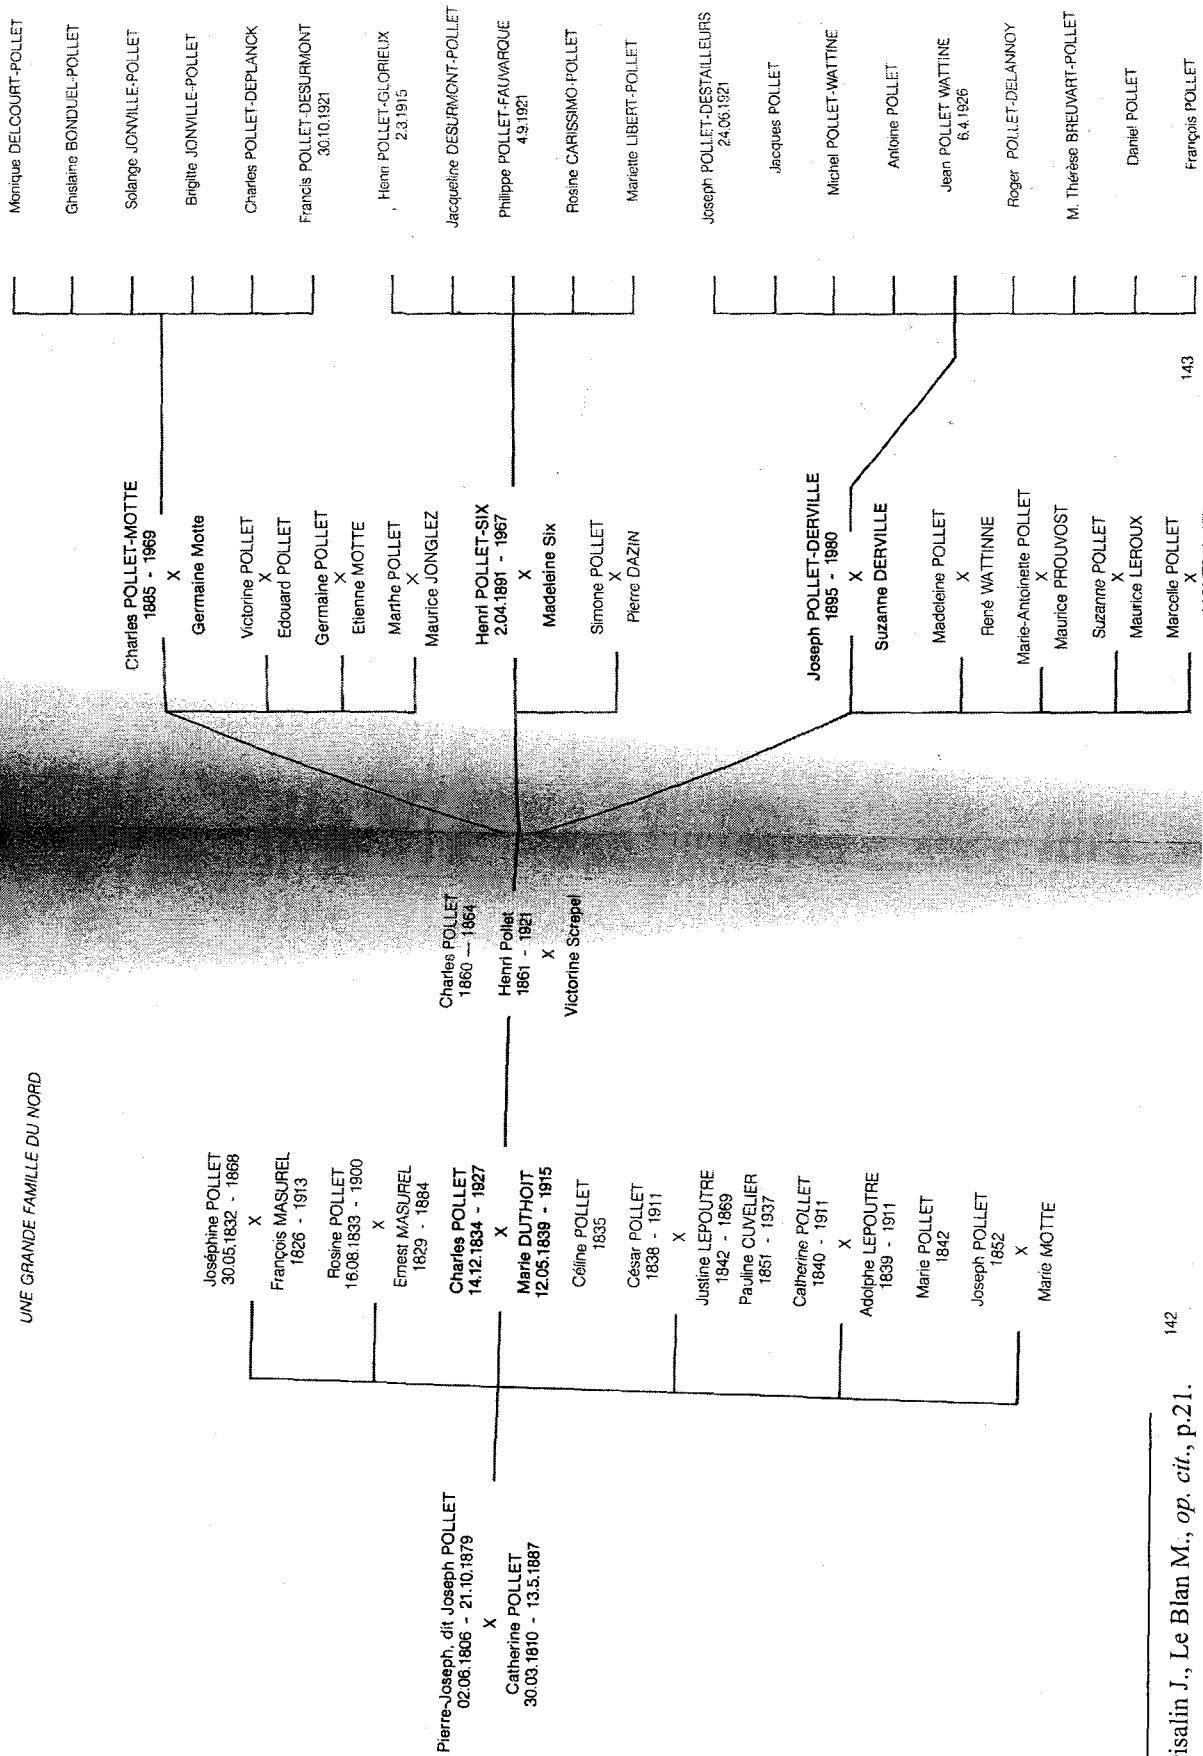 UNE GRANDE FAMILLE DU NORD
Pierre-Joseph, dit Joseph POLLET
02.06.1806 - 21.10.1879
X
Catherine POLLET
30.03.1810 - 13.5.1887
Joséphine POLLET
30.05.1832 - 1868
X
François MASUREL
1826 - 1913
Rosine POLLET
16.08.1833 - 1900
X
Ernest MASUREL
1829 - 1884
Charles POLLET
14.12.1834 - 1927
X
Marie DUTHOIT
12.05.1839 - 1915
Céline POLLET
1835
César POLLET
1838 - 1911
X
Justine LEPOUTRE
1842 - 1869
Pauline CUVELIER
1851 - 1937
Catherine POLLET
1840 - 1911
X
Adolphe LEPOUTRE
1839 - 1911
Marie POLLET
1842
Joseph POLLET
1852
X
Marie MOTTE
142
Charles POLLET
1860 — 1864
Henri Pollet
1861 - 1921
X
Victorine Screpel
Charles POLLET-MOTTE
1885 - 1969
X
Germaine Motte
Victorine POLLET
X
Edouard POLLET
Germaine POLLET
X
Etienne MOTTE
Marthe POLLET
X
Maurice JONGLEZ
Henri POLLET-SIX
2.04.1891 - 1967
X
Madeleine Six
Simone POLLET
X
Pierre DAZIN
Joseph POLLET-DERVILLE
1895 - 1980
X
Suzanne DERVILLE
Madeleine POLLET
X
René WATTINNE
Marie-Antoinette POLLET
X
Maurice PROUVOST
Suzanne POLLET
X
Maurice LEROUX
Marcelle POLLET
X
Monique DELCOURT-POLLET
Ghislaine BONDUEL-POLLET
Solange JONVILLE-POLLET
Brigitte JONVILLE-POLLET
Charles POLLET-DEPLANCK
Francis POLLET-DESURMONT
30.10.1921
Henri POLLET-GLORIEUX
2.3.1915
Jacqueline DESURMONT-POLLET
Philippe POLLET-FAUVARQUE
4.9.1921
Rosine CARISSIMO-POLLET
Mariette LIBERT-POLLET
Joseph POLLET-DESTAILLEURS
24.06.1921
Jacques POLLET
Michel POLLET-WATTINE
Antoine POLLET
Jean POLLET WATTINE
6.4.1926
Roger POLLET-DELANNOY
M. Thérèse BREUVART-POLLET
Daniel POLLET
François POLLET
143
isalin J., Le Blan M., op. cit., p.21.